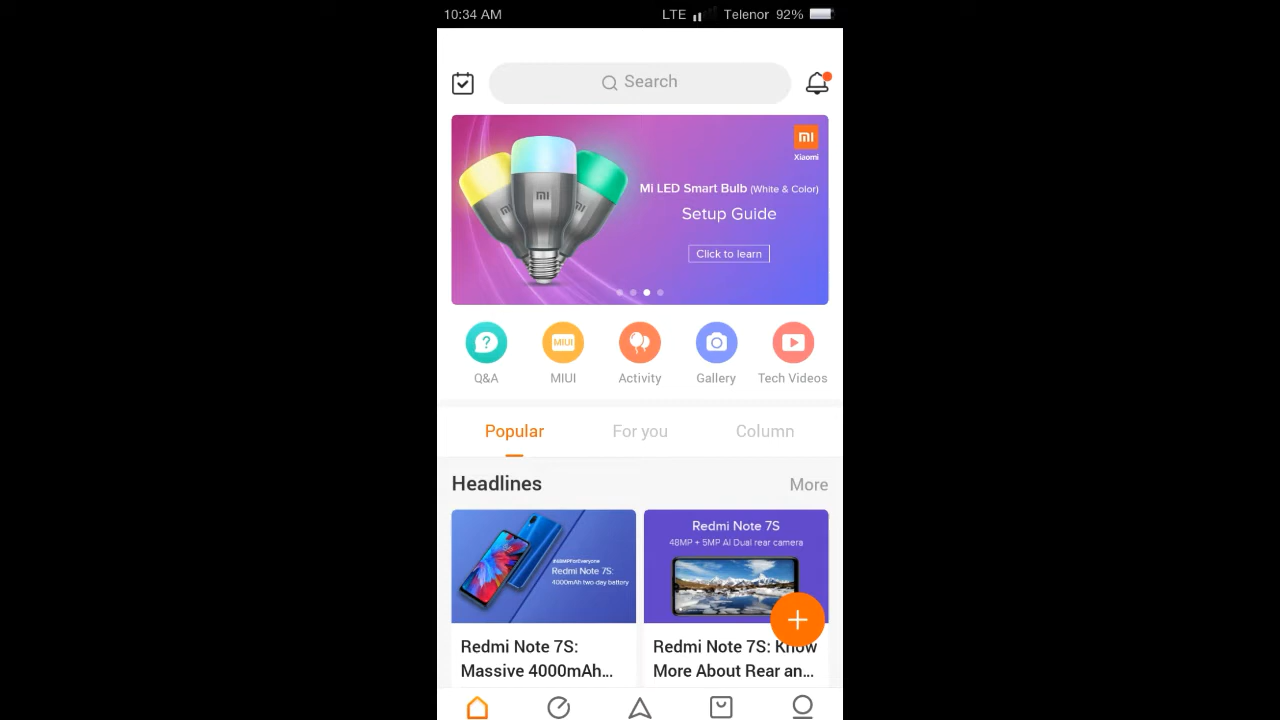 10:34 AM LTE Telenor 92%
Search
mi
Xiaomi
Mi LED Smart Bulb (White & Color)
Setup Guide
Click to learn
Q&A MIUI Activity Gallery Tech Videos
MIUI
Popular For you Column
Headlines More
#48MPForEveryone
Redmi Note 7S:
4000mAh two day battery
Redmi Note 7S
48MP + 5MP AI Dual rear camera
Redmi Note 7S:
Massive 4000mAh...
Redmi Note 7S: Know
More About Rear an...